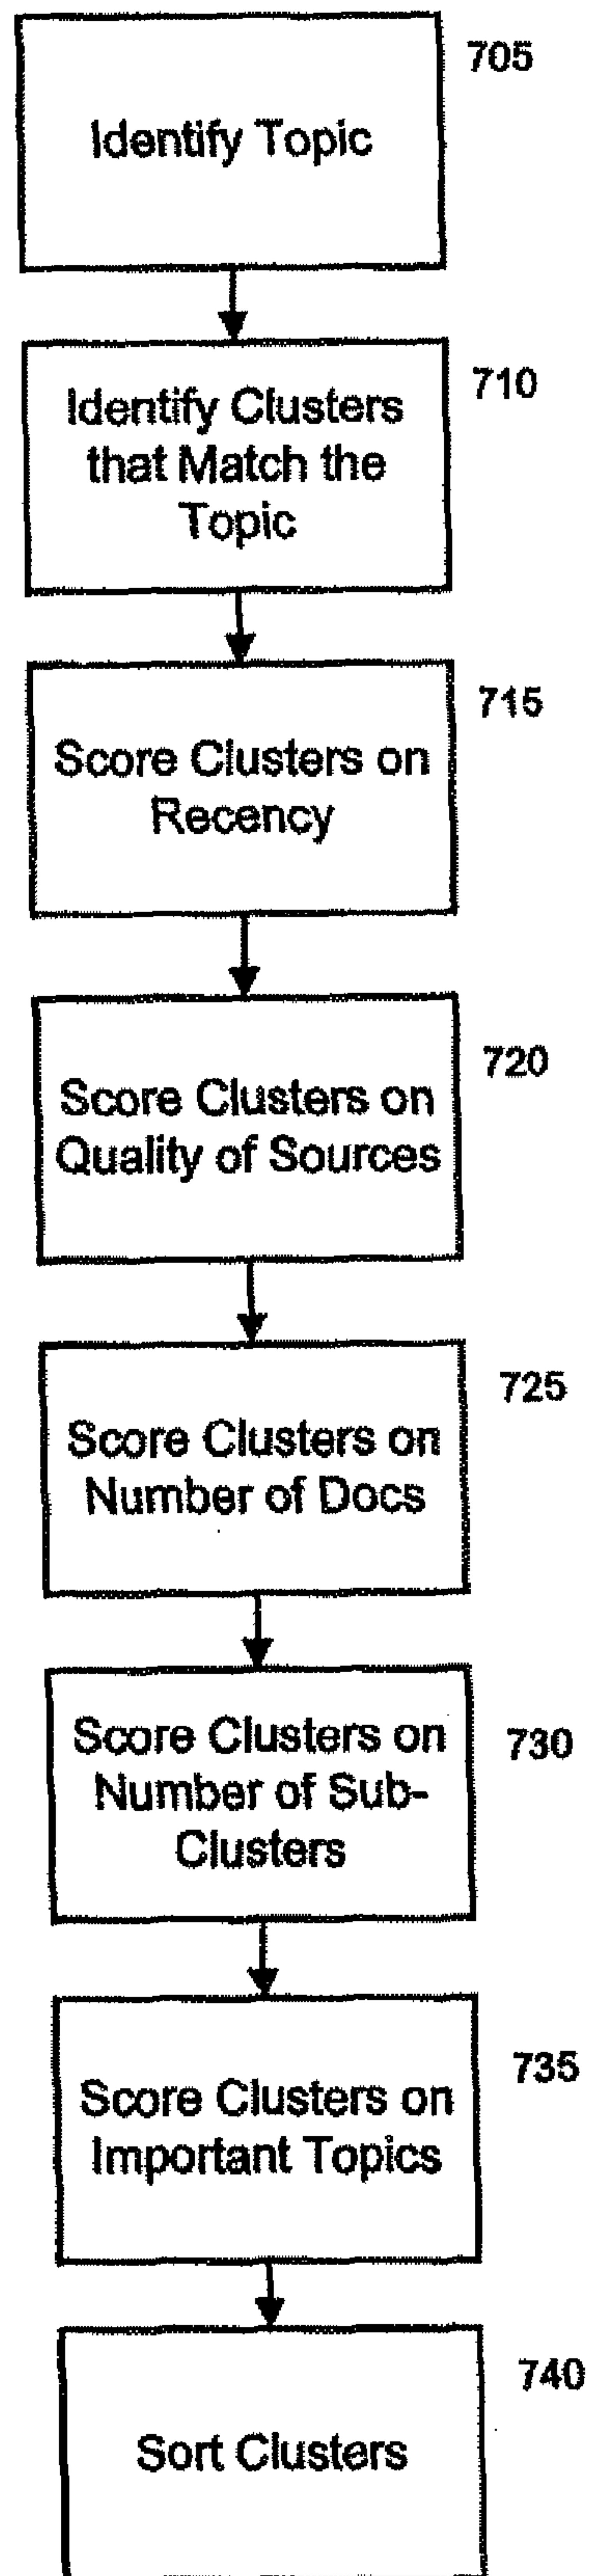 705
Identify Topic
710
Identify Clusters
that Match the
Topic
715
Score Clusters on
Recency
720
Score Clusters on
Quality of Sources
725
Score Clusters on
Number of Docs
730
Score Clusters on
Number of Sub-
Clusters
735
Score Clusters on
Important Topics
740
Sort Clusters